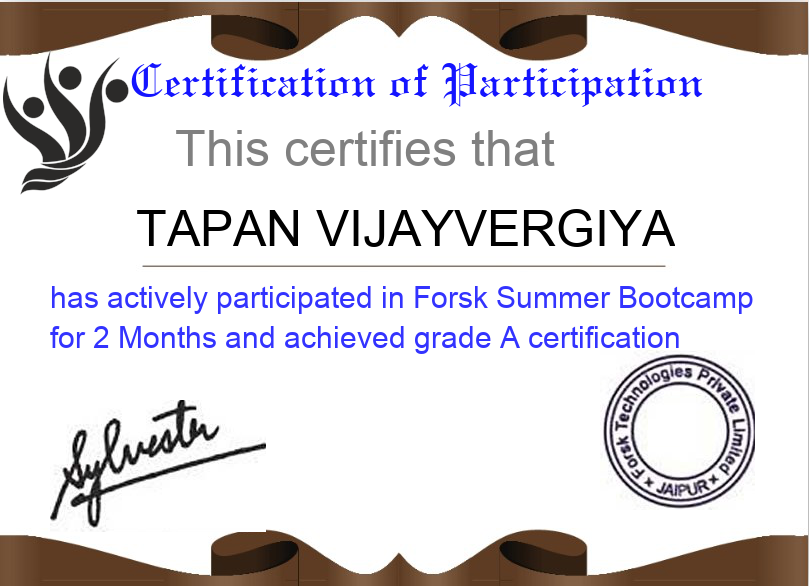 Certification of Participation
This certifies that
TAPAN VIJAYVERGIYA
has actively participated in Forsk Summer Bootcamp
for 2 Months and achieved grade A certification
Sylvester
Forsk Technologies Private Limited
JAIPUR